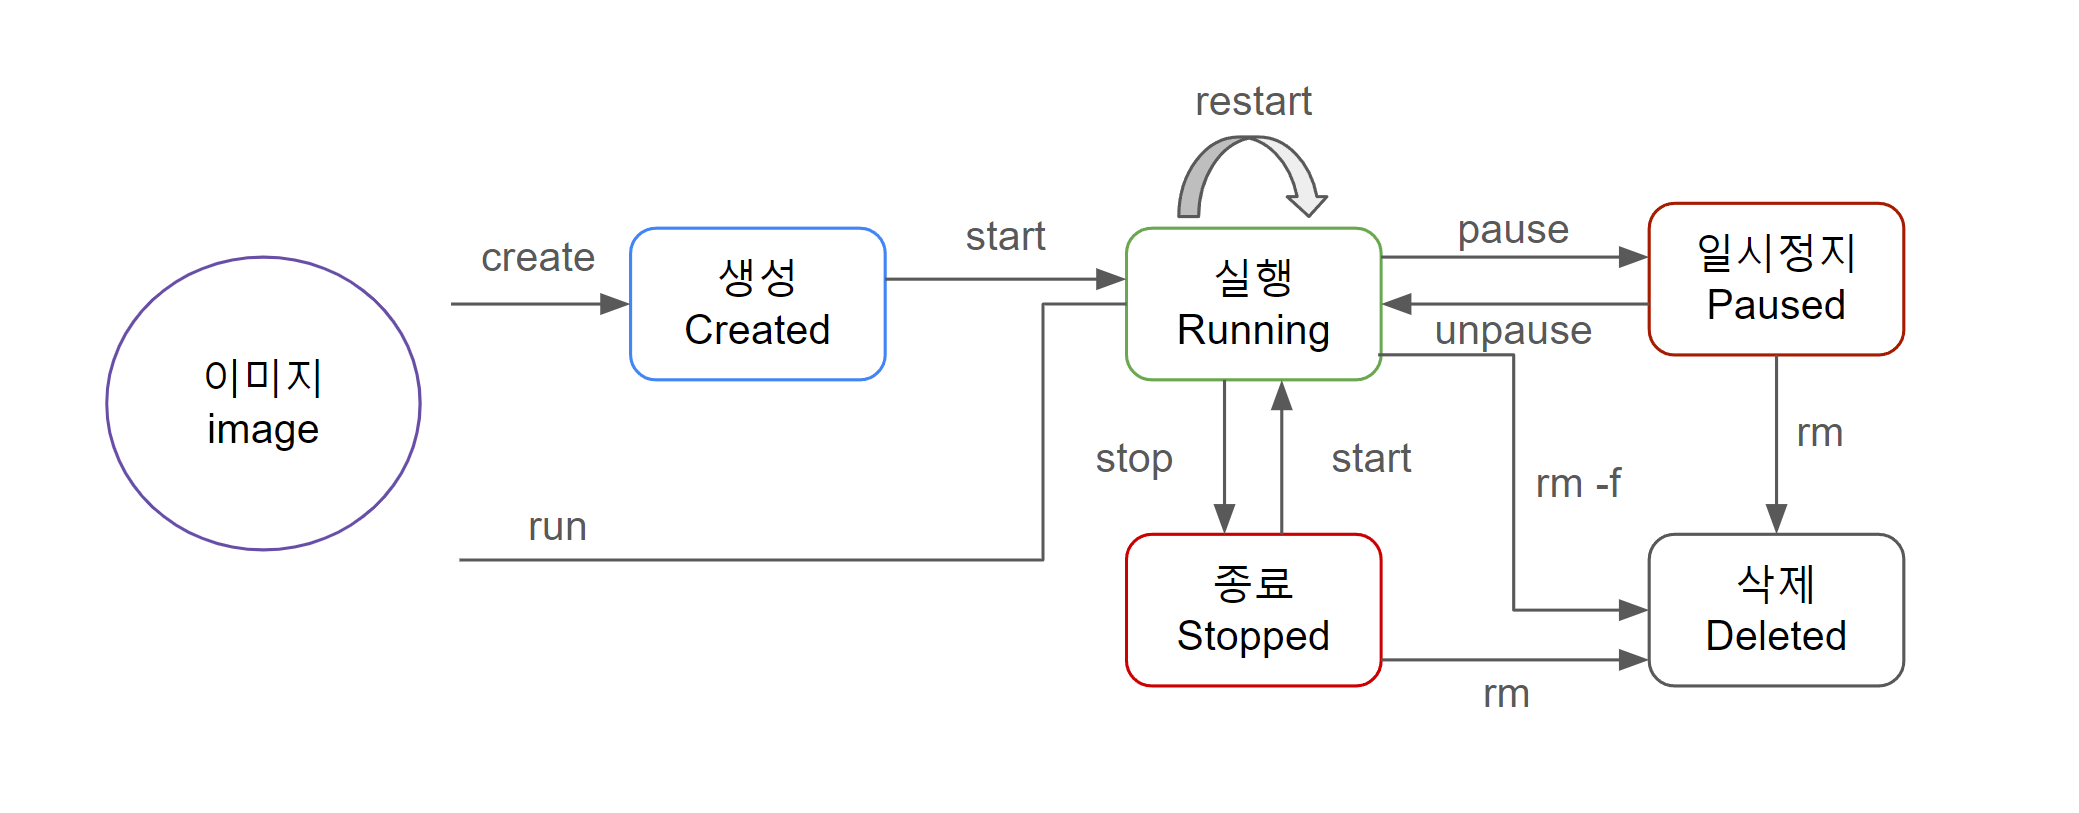 restart
create
start
pause
생성
Created
실행
Running
일시정지
Paused
unpause
이미지
image
stop
start
rm -f
rm
run
종료
Stopped
삭제
Deleted
rm